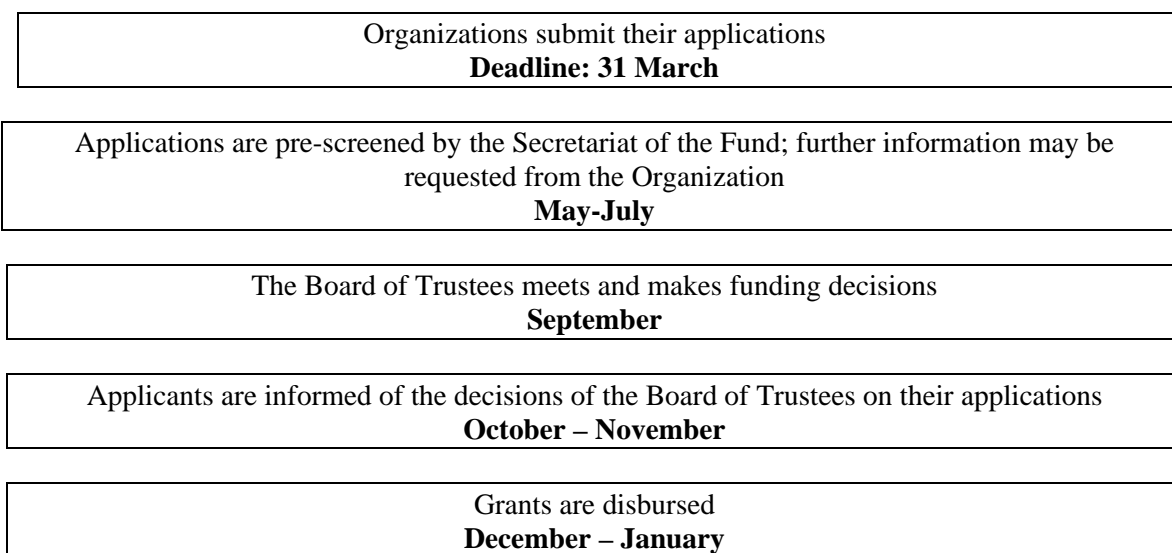 Organizations submit their applications
Deadline: 31 March
Applications are pre-screened by the Secretariat of the Fund; further information may be
requested from the Organization
May-July
The Board of Trustees meets and makes funding decisions
September
Applicants are informed of the decisions of the Board of Trustees on their applications
October – November
Grants are disbursed
December – January